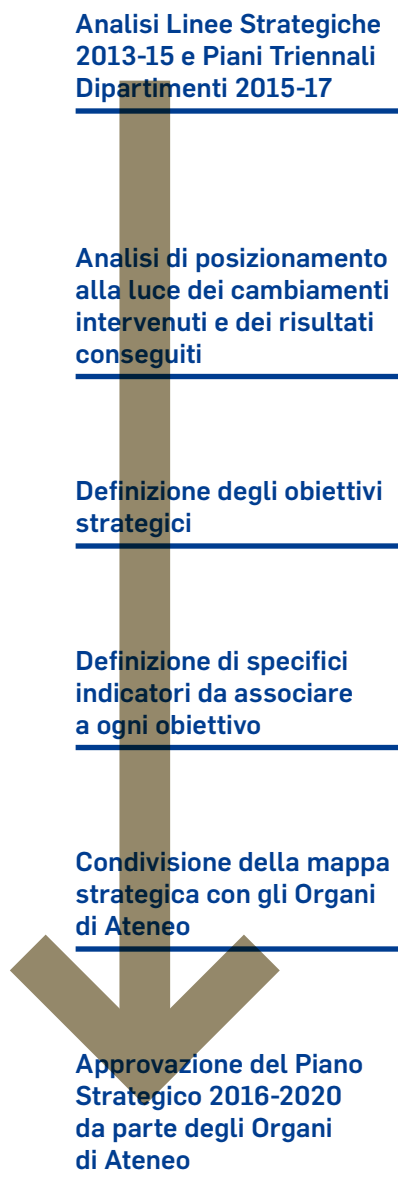 Analisi Linee Strategiche
2013-15 e Piani Triennali
Dipartimenti 2015-17
Analisi di posizionamento
alla luce dei cambiamenti
intervenuti e dei risultati
conseguiti
Definizione degli obiettivi
strategici
Definizione di specifici
indicatori da associare
a ogni obiettivo
Condivisione della mappa
strategica con gli Organi
di Ateneo
Approvazione del Piano
Strategico 2016-2020
da parte degli Organi
di Ateneo